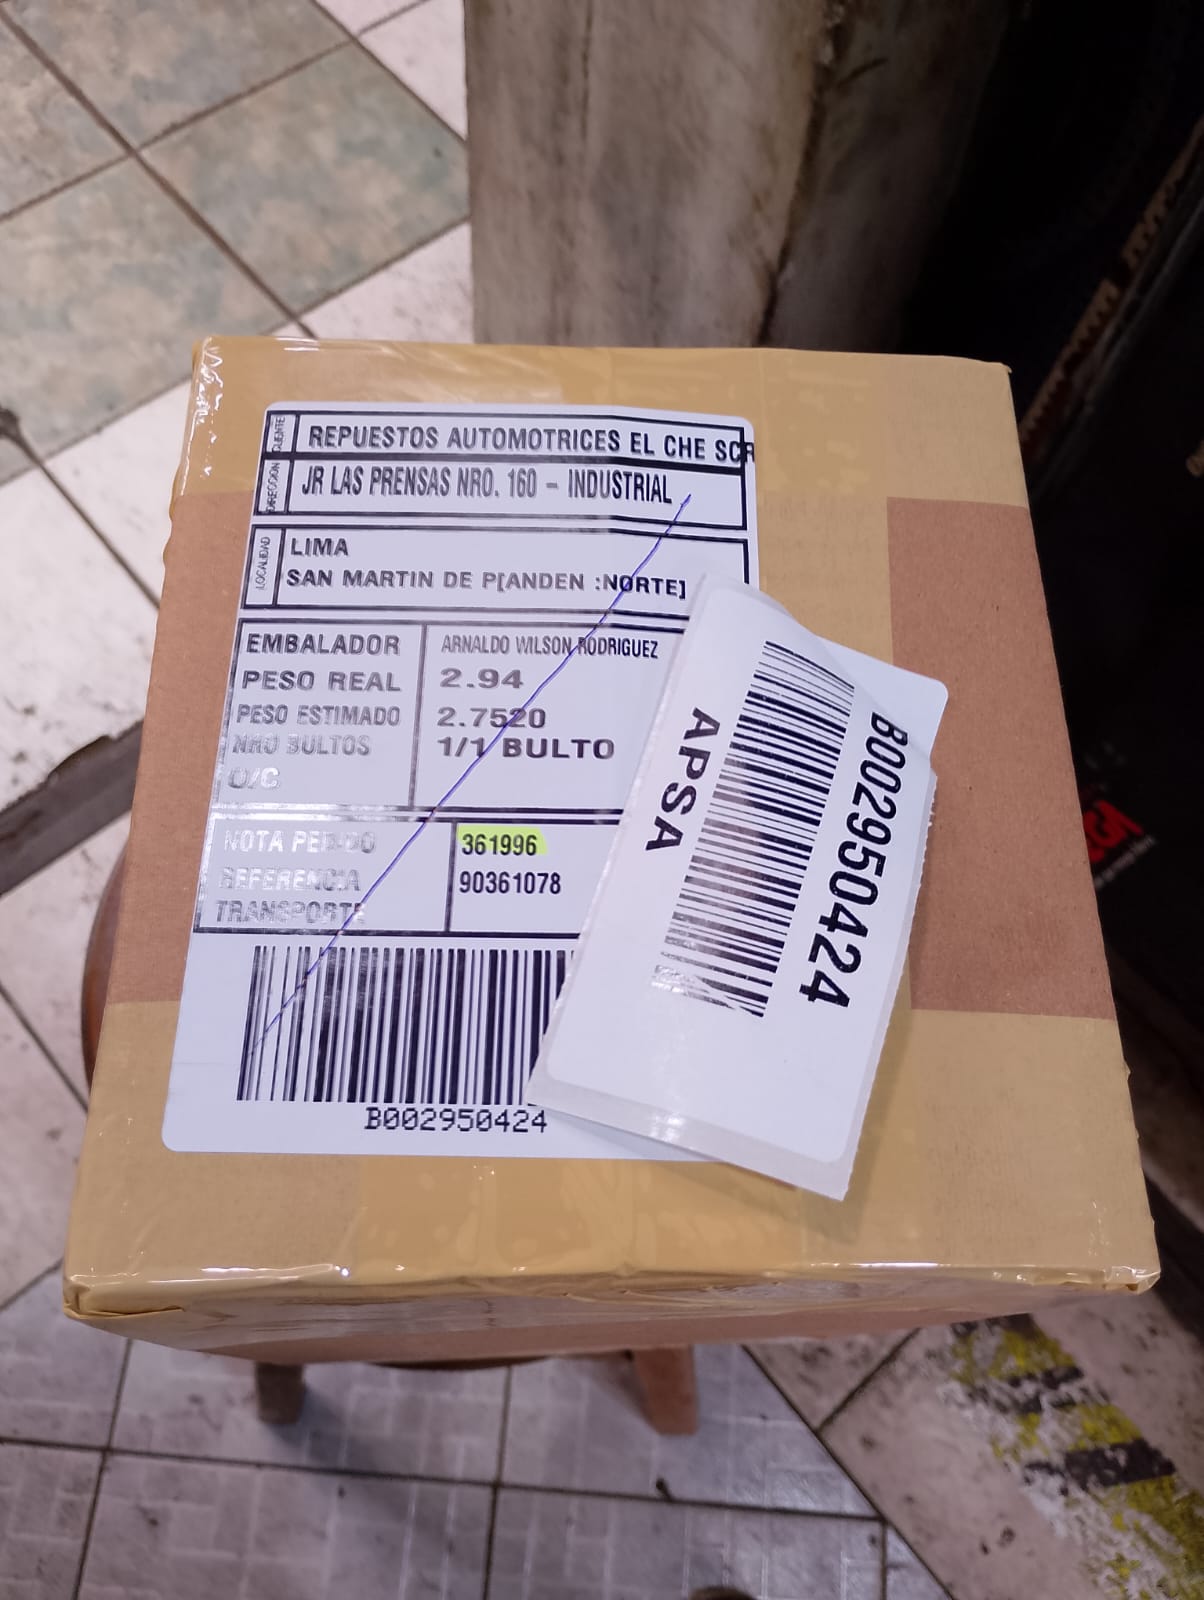 CLIENTE
REPUESTOS AUTOMOTRICES EL CHE SCR
DIRECCION
JR LAS PRENSAS NRO. 160 - INDUSTRIAL
LOCALIDAD
LIMA
SAN MARTIN DE P[ANDEN :NORTE]
EMBALADOR ARNALDO WILSON RODRIGUEZ
PESO REAL 2.94
PESO ESTIMADO 2.7520
NRO BULTOS 1/1 BULTO
O/C
NOTA PEDIDO 361996
REFERENCIA 90361078
TRANSPORTE
B002950424
APSA
B002950424